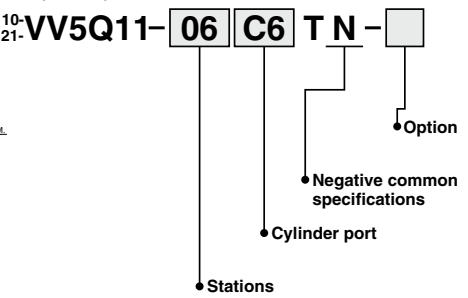 10-
21-VV5Q11-06 C6 T N-
Option
Negative common
specifications
Cylinder port
Stations